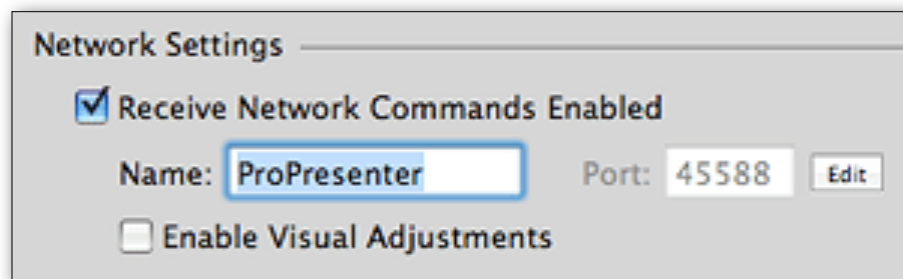 Network Settings
Receive Network Commands Enabled
Name: ProPresenter Port: 45588 Edit
Enable Visual Adjustments